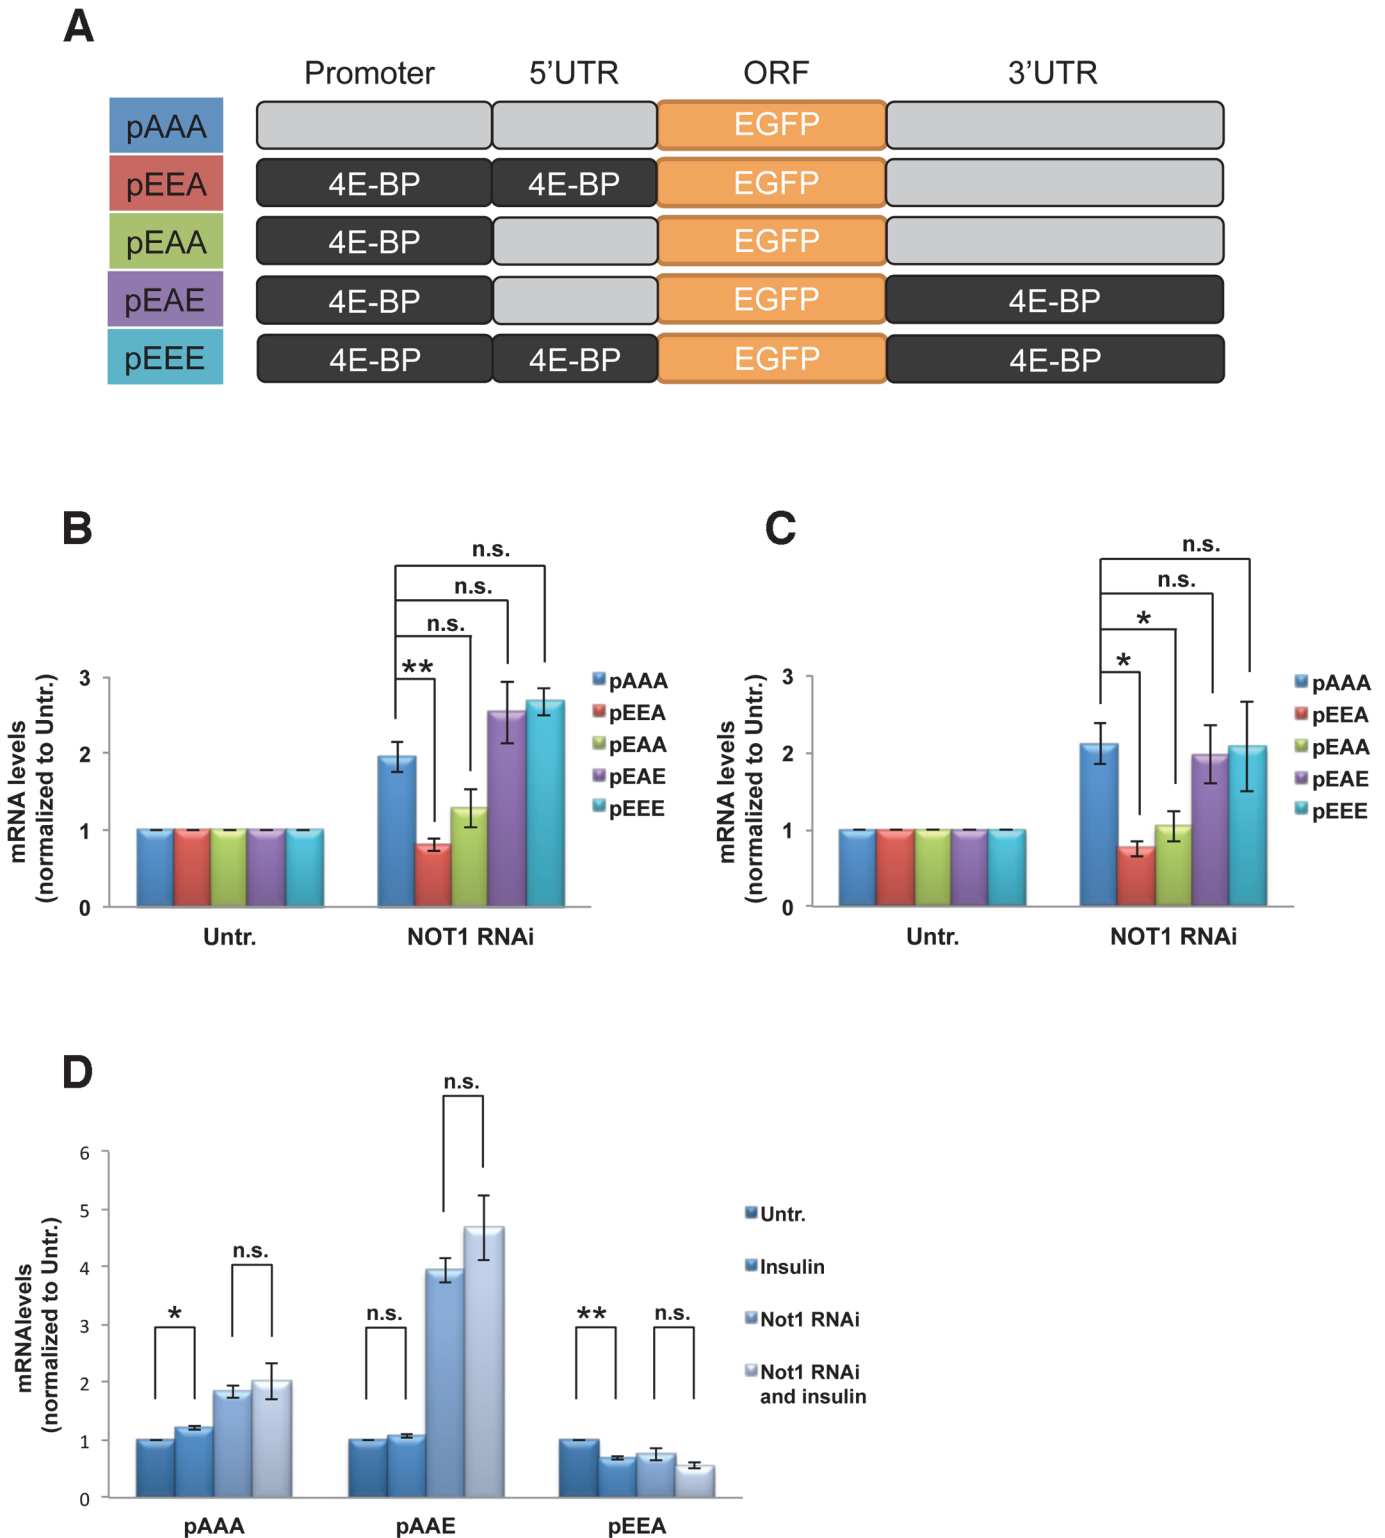 A
Promoter 5'UTR ORF 3'UTR
pAAA EGFP
pEEA 4E-BP 4E-BP EGFP
pEAA 4E-BP EGFP
pEAE 4E-BP EGFP 4E-BP
pEEE 4E-BP 4E-BP EGFP 4E-BP
B
mRNA levels
(normalized to Untr.)
3
2
1
0
n.s.
n.s.
n.s.
**
Untr. NOT1 RNAi
pAAA
pEEA
pEAA
pEAE
pEEE
C
mRNA levels
(normalized to Untr.)
3
2
1
0
n.s.
n.s.
*
*
Untr. NOT1 RNAi
pAAA
pEEA
pEAA
pEAE
pEEE
D
mRNAlevels
(normalized to Untr.)
6
5
4
3
2
1
0
* n.s.
n.s. n.s.
** n.s.
pAAA pAAE pEEA
Untr.
Insulin
Not1 RNAi
Not1 RNAi
and insulin